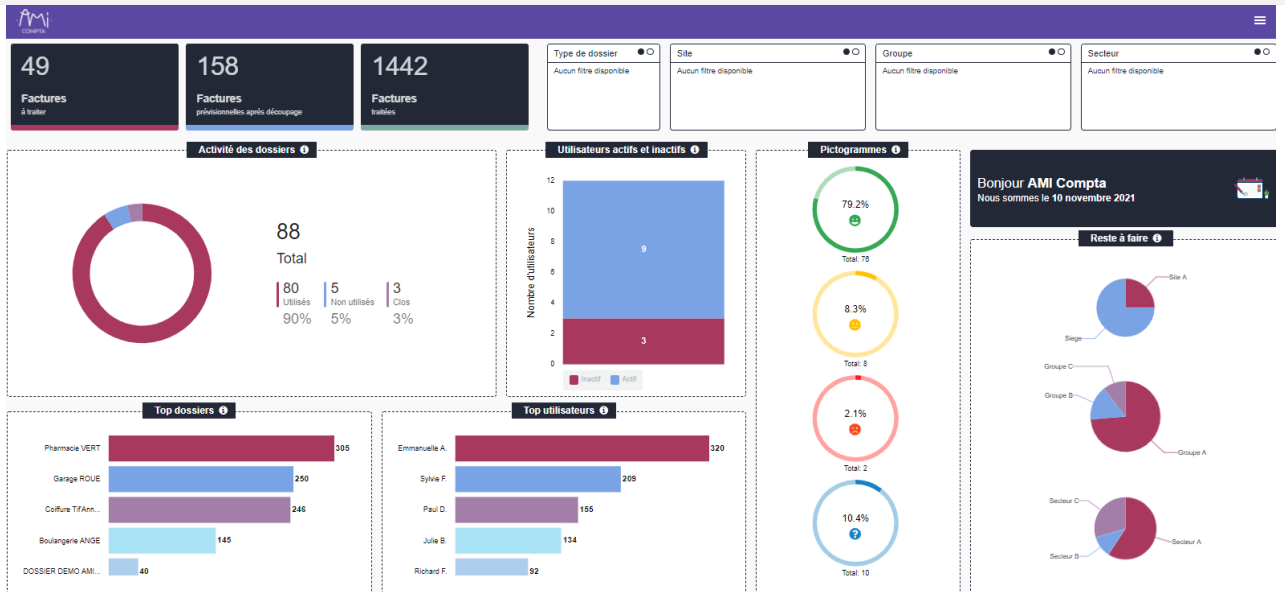 AMI
COMPTA
49
Factures
à traiter
158
Factures
prévisionnelles après découpage
1442
Factures
traitées
Type de dossier
Aucun filtre disponible
Site
Aucun filtre disponible
Groupe
Aucun filtre disponible
Secteur
Aucun filtre disponible
Activité des dossiers
88
Total
80
Utilisés
90%
5
Non utilisés
5%
3
Clos
3%
Utilisateurs actifs et inactifs
Nombre d'utilisateurs
12
10
8
6
4
2
0
9
3
Inactif
Actif
Pictogrammes
79.2%
Total: 76
8.3%
Total: 8
2.1%
Total: 2
10.4%
?
Total: 10
Bonjour AMI Compta
Nous sommes le 10 novembre 2021
Reste à faire
Site A
Siege
Groupe C
Groupe B
Groupe A
Secteur C
Secteur B
Secteur A
Top dossiers
Pharmacie VERT 305
Garage ROUE 250
Coiffure Tif'Ann... 246
Boulangerie ANGE 145
DOSSIER DEMO AMI... 40
Top utilisateurs
Emmanuelle A. 320
Sylvie F. 209
Paul D. 155
Julie B. 134
Richard F. 92